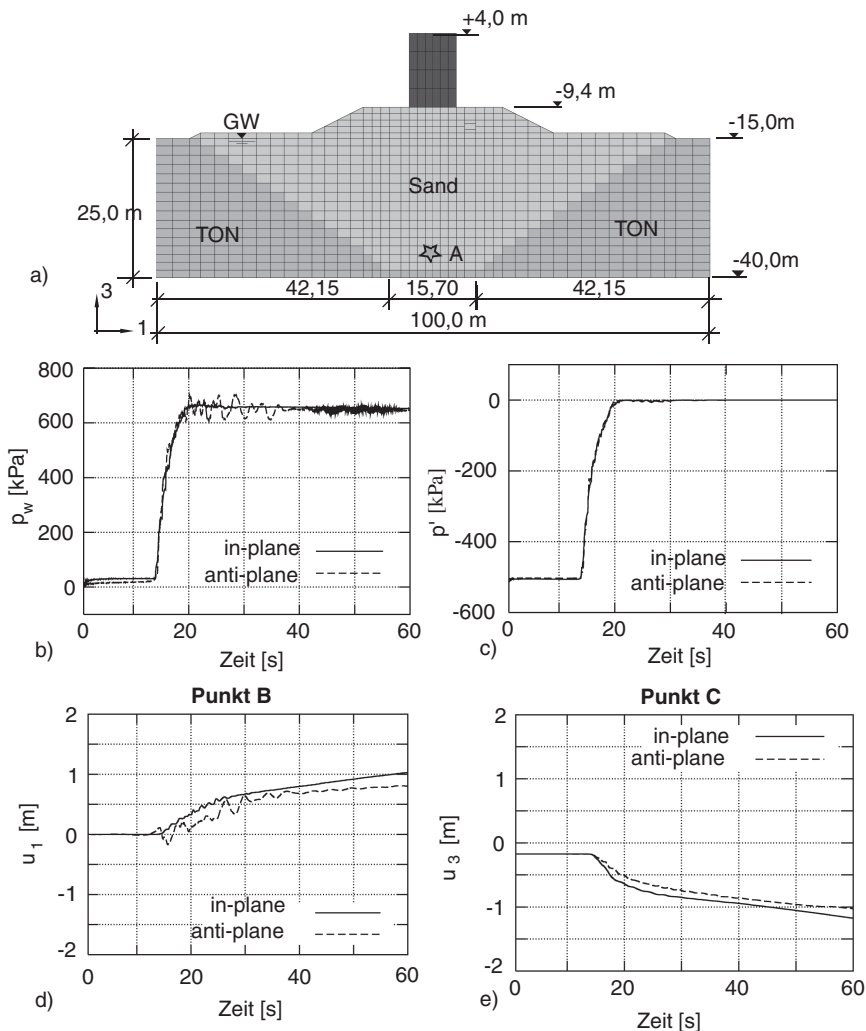 +4,0 m
-9,4 m
GW
-15,0m
Sand
25,0 m
TON
TON
A
-40,0m
a)
3
1
42,15
15,70
42,15
100,0 m
800
600
400
200
0
p_w [kPa]
in-plane
anti-plane
0
20
40
60
b)
Zeit [s]
0
-200
-400
-600
p' [kPa]
in-plane
anti-plane
0
20
40
60
c)
Zeit [s]
Punkt B
2
1
0
-1
-2
u_1 [m]
in-plane
anti-plane
0
20
40
60
d)
Zeit [s]
Punkt C
2
1
0
-1
-2
u_3 [m]
in-plane
anti-plane
0
20
40
60
e)
Zeit [s]